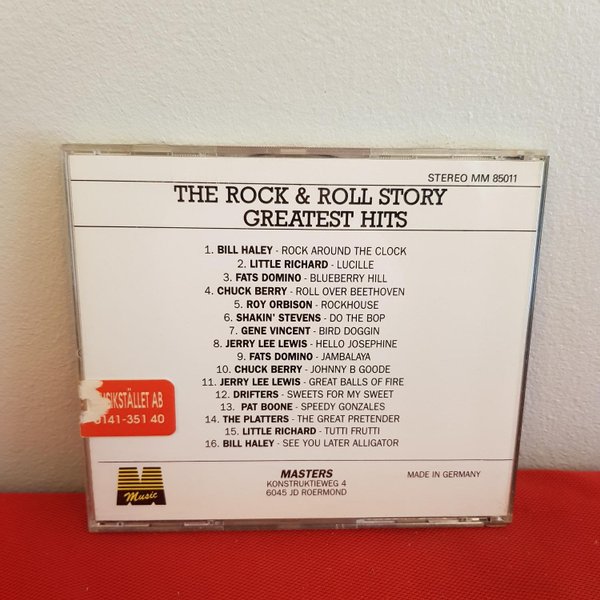 STEREO MM 85011
THE ROCK & ROLL STORY
GREATEST HITS
1. BILL HALEY - ROCK AROUND THE CLOCK
2. LITTLE RICHARD - LUCILLE
3. FATS DOMINO - BLUEBERRY HILL
4. CHUCK BERRY - ROLL OVER BEETHOVEN
5. ROY ORBISON - ROCKHOUSE
6. SHAKIN' STEVENS - DO THE BOP
7. GENE VINCENT - BIRD DOGGIN
8. JERRY LEE LEWIS - HELLO JOSEPHINE
9. FATS DOMINO - JAMBALAYA
10. CHUCK BERRY - JOHNNY B GOODE
11. JERRY LEE LEWIS - GREAT BALLS OF FIRE
12. DRIFTERS - SWEETS FOR MY SWEET
13. PAT BOONE - SPEEDY GONZALES
14. THE PLATTERS - THE GREAT PRETENDER
15. LITTLE RICHARD - TUTTI FRUTTI
16. BILL HALEY - SEE YOU LATER ALLIGATOR
AB
351 40
Music
MASTERS
KONSTRUKTIEWEG 4
6045 JD ROERMOND
MADE IN GERMANY